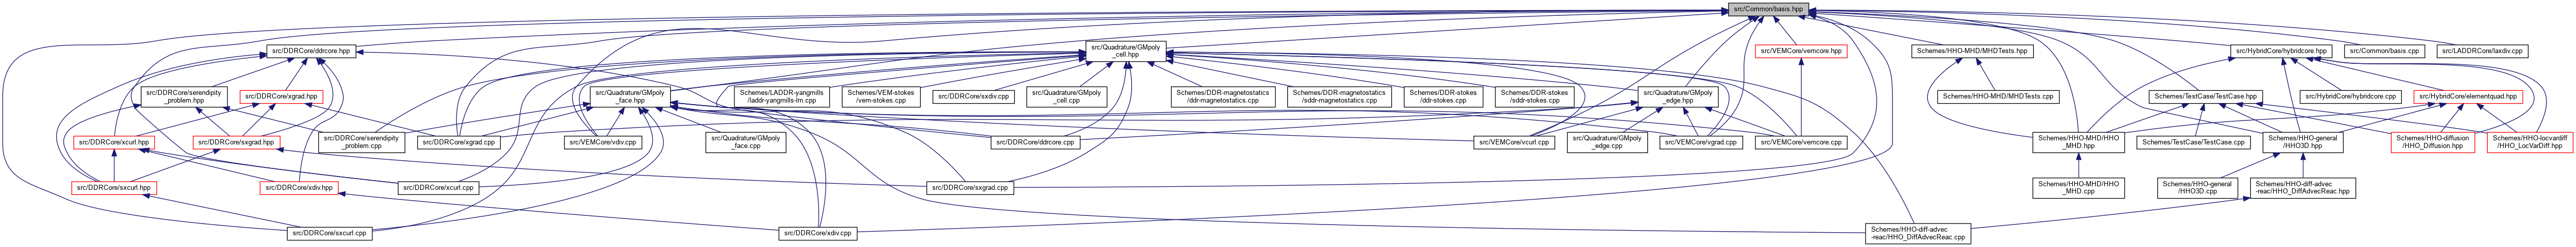 src/Common/basis.hpp
src/DDRCore/ddrcore.hpp
src/Quadrature/GMpoly
_cell.hpp
src/VEMCore/vemcore.hpp
Schemes/HHO-MHD/MHDTests.hpp
src/HybridCore/hybridcore.hpp
src/Common/basis.cpp
src/LADDRCore/laxdiv.cpp
src/DDRCore/serendipity
_problem.hpp
src/DDRCore/xgrad.hpp
src/Quadrature/GMpoly
_face.hpp
Schemes/LADDR-yangmills
/laddr-yangmills-lm.cpp
Schemes/VEM-stokes
/vem-stokes.cpp
src/DDRCore/sxdiv.cpp
src/Quadrature/GMpoly
_cell.cpp
Schemes/DDR-magnetostatics
/ddr-magnetostatics.cpp
Schemes/DDR-magnetostatics
/sddr-magnetostatics.cpp
Schemes/DDR-stokes
/ddr-stokes.cpp
Schemes/DDR-stokes
/sddr-stokes.cpp
src/Quadrature/GMpoly
_edge.hpp
Schemes/HHO-MHD/MHDTests.cpp
Schemes/TestCase/TestCase.hpp
src/HybridCore/hybridcore.cpp
src/HybridCore/elementquad.hpp
src/DDRCore/xcurl.hpp
src/DDRCore/sxgrad.hpp
src/DDRCore/serendipity
_problem.cpp
src/DDRCore/xgrad.cpp
src/VEMCore/vdiv.cpp
src/Quadrature/GMpoly
_face.cpp
src/DDRCore/ddrcore.cpp
src/VEMCore/vcurl.cpp
src/Quadrature/GMpoly
_edge.cpp
src/VEMCore/vgrad.cpp
src/VEMCore/vemcore.cpp
Schemes/HHO-MHD/HHO
_MHD.hpp
Schemes/TestCase/TestCase.cpp
Schemes/HHO-general
/HHO3D.hpp
Schemes/HHO-diffusion
/HHO_Diffusion.hpp
Schemes/HHO-locvardiff
/HHO_LocVarDiff.hpp
src/DDRCore/sxcurl.hpp
src/DDRCore/xdiv.hpp
src/DDRCore/xcurl.cpp
src/DDRCore/sxgrad.cpp
Schemes/HHO-MHD/HHO
_MHD.cpp
Schemes/HHO-general
/HHO3D.cpp
Schemes/HHO-diff-advec
-reac/HHO_DiffAdvecReac.hpp
src/DDRCore/sxcurl.cpp
src/DDRCore/xdiv.cpp
Schemes/HHO-diff-advec
-reac/HHO_DiffAdvecReac.cpp